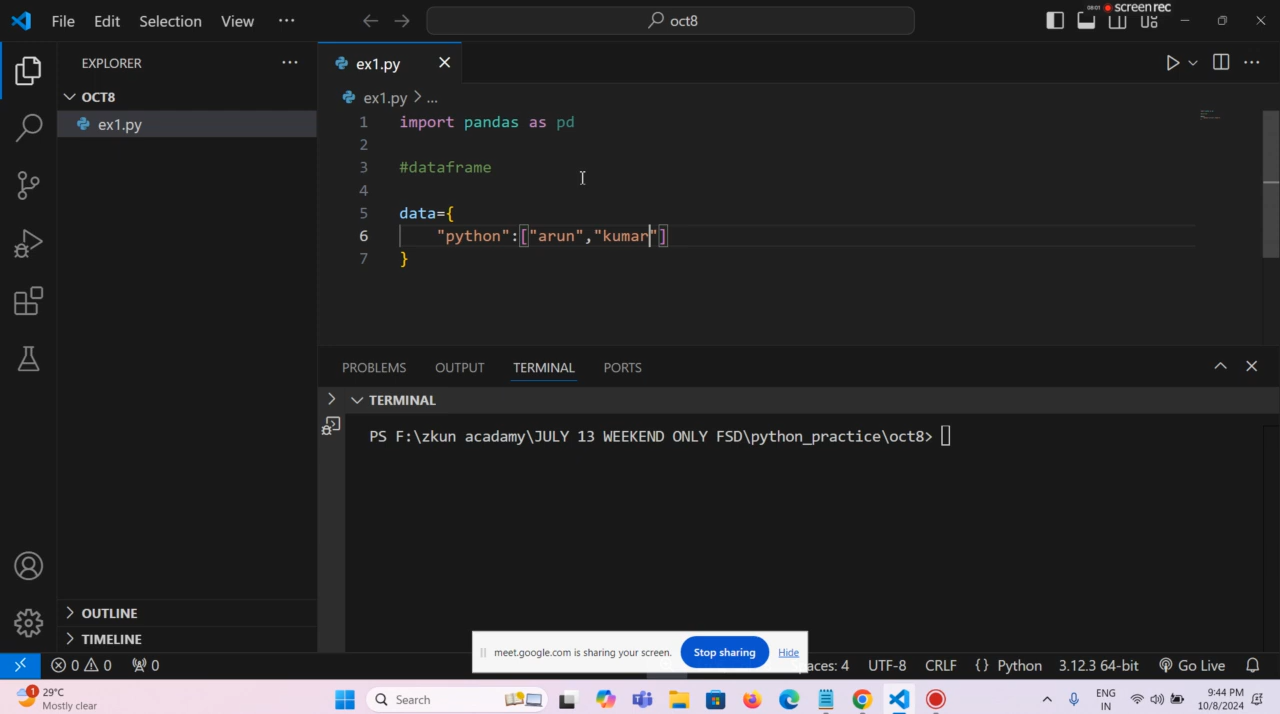 File Edit Selection View ··· oct8
08:01 screenrec
EXPLORER ···
OCT8
ex1.py
OUTLINE
TIMELINE
ex1.py
ex1.py > ...
1 import pandas as pd
2
3 #dataframe
4
5 data={
6 "python":["arun","kumar"]
7 }
PROBLEMS OUTPUT TERMINAL PORTS
TERMINAL
PS F:\zkun acadamy\JULY 13 WEEKEND ONLY FSD\python_practice\oct8>
meet.google.com is sharing your screen. Stop sharing Hide
0 0 0 aces: 4 UTF-8 CRLF {} Python 3.12.3 64-bit Go Live
1 29°C
Mostly clear
Search
ENG
IN
9:44 PM
10/8/2024